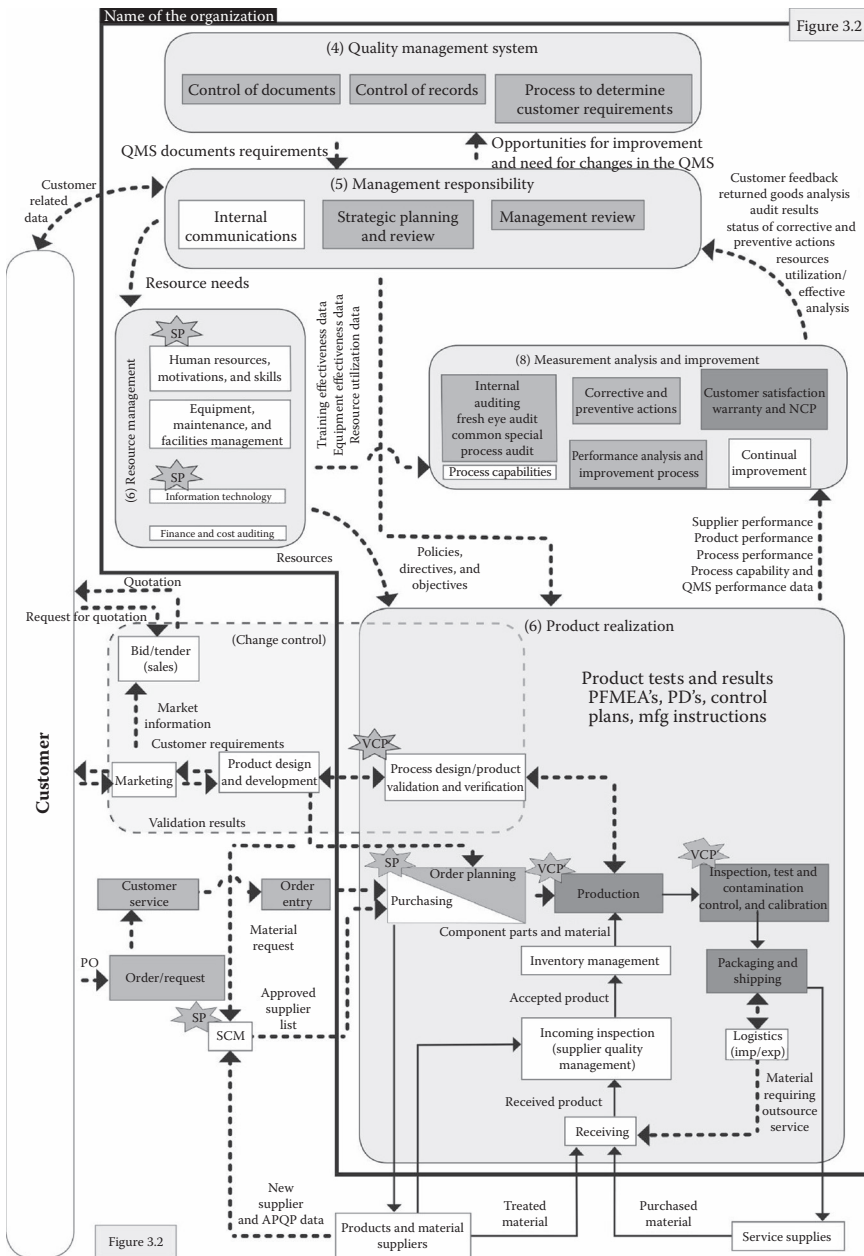 Name of the organization
Figure 3.2
(4) Quality management system
Control of documents
Control of records
Process to determine
customer requirements
QMS documents requirements
Opportunities for improvement
and need for changes in the QMS
Customer
related
data
(5) Management responsibility
Internal
communications
Strategic planning
and review
Management review
Customer feedback
returned goods analysis
audit results
status of corrective and
preventive actions
resources
utilization/
effective
analysis
Resource needs
(6) Resource management
SP
Human resources,
motivations, and skills
Equipment,
maintenance, and
facilities management
SP
Information technology
Finance and cost auditing
Training effectiveness data
Equipment effectiveness data
Resource utilization data
(8) Measurement analysis and improvement
Internal
auditing
fresh eye audit
common special
process audit
Process capabilities
Corrective and
preventive actions
Customer satisfaction
warranty and NCP
Performance analysis and
improvement process
Continual
improvement
Resources
Policies,
directives, and
objectives
Supplier performance
Product performance
Process performance
Process capability and
QMS performance data
Customer
Quotation
Request for quotation
(Change control)
Bid/tender
(sales)
Market
information
Customer requirements
Marketing
Product design
and development
Validation results
(6) Product realization
Product tests and results
PFMEA's, PD's, control
plans, mfg instructions
VCP
Process design/product
validation and verification
SP
Order planning
Purchasing
VCP
Production
VCP
Inspection, test and
contamination
control, and calibration
Component parts and material
Customer
service
Order
entry
Material
request
PO
Order/request
SP
SCM
Approved
supplier
list
Inventory management
Accepted product
Incoming inspection
(supplier quality
management)
Received product
Receiving
Packaging and
shipping
Logistics
(imp/exp)
Material
requiring
outsource
service
New
supplier
and APQP data
Products and material
suppliers
Treated
material
Purchased
material
Service supplies
Figure 3.2